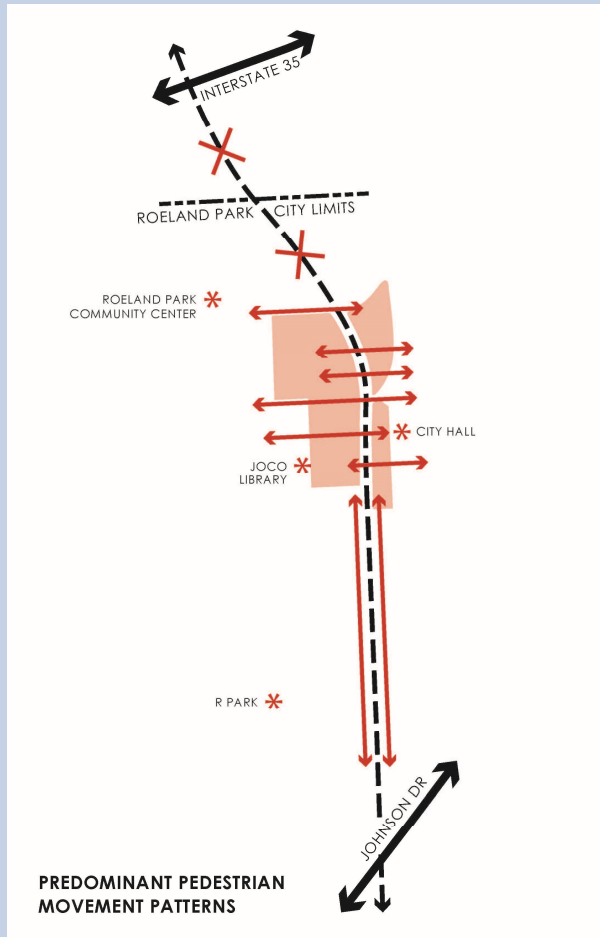 INTERSTATE 35
ROELAND PARK CITY LIMITS
ROELAND PARK
COMMUNITY CENTER
CITY HALL
JOCO
LIBRARY
R PARK
JOHNSON DR
PREDOMINANT PEDESTRIAN
MOVEMENT PATTERNS